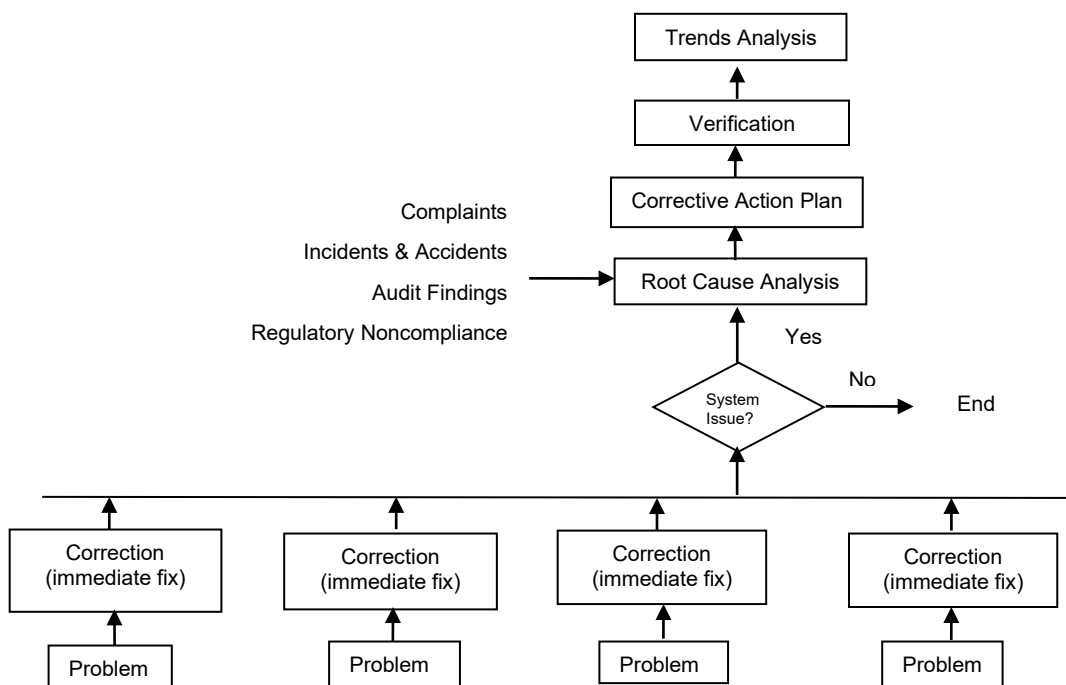 Trends Analysis
Verification
Corrective Action Plan
Complaints
Incidents & Accidents
Audit Findings
Regulatory Noncompliance
Root Cause Analysis
Yes
No
System
Issue?
End
Correction
(immediate fix)
Correction
(immediate fix)
Correction
(immediate fix)
Correction
(immediate fix)
Problem
Problem
Problem
Problem